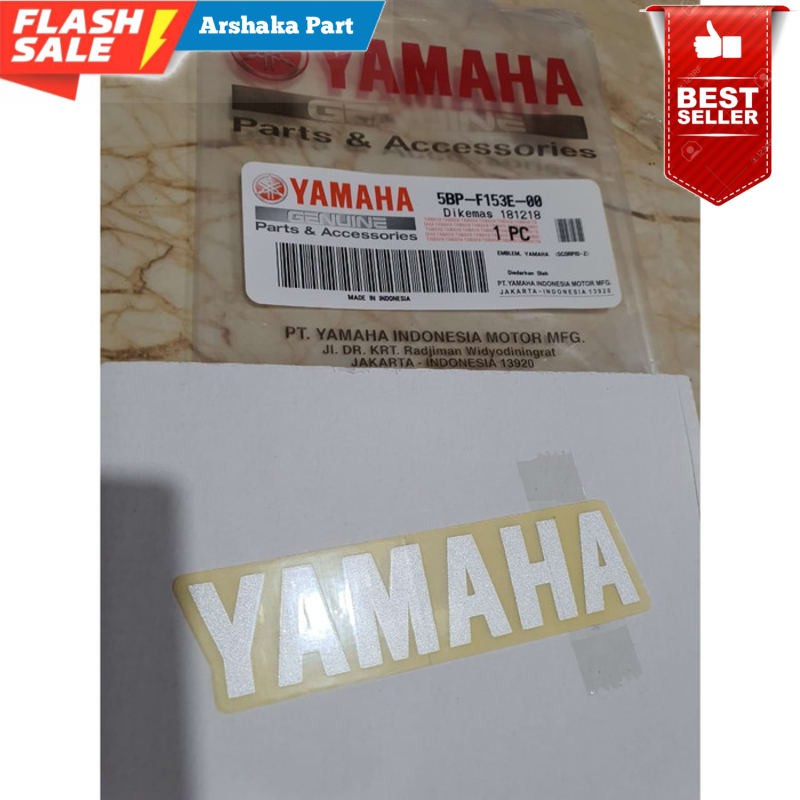 FLASH
SALE
Arshaka Part
BEST
SELLER
YAMAHA
GENUINE
Parts & Accessories
YAMAHA
GENUINE
Parts & Accessories
5BP-F153E-00
Dikemas 181218
1 PC
EMBLEM, YAMAHA (SCORPIO-Z)
Diedarkan Oleh
PT. YAMAHA INDONESIA MOTOR MFG.
JAKARTA - INDONESIA 13920
MADE IN INDONESIA
PT. YAMAHA INDONESIA MOTOR MFG.
Jl. DR. KRT. Radjiman Widyodiningrat
JAKARTA - INDONESIA 13920
YAMAHA